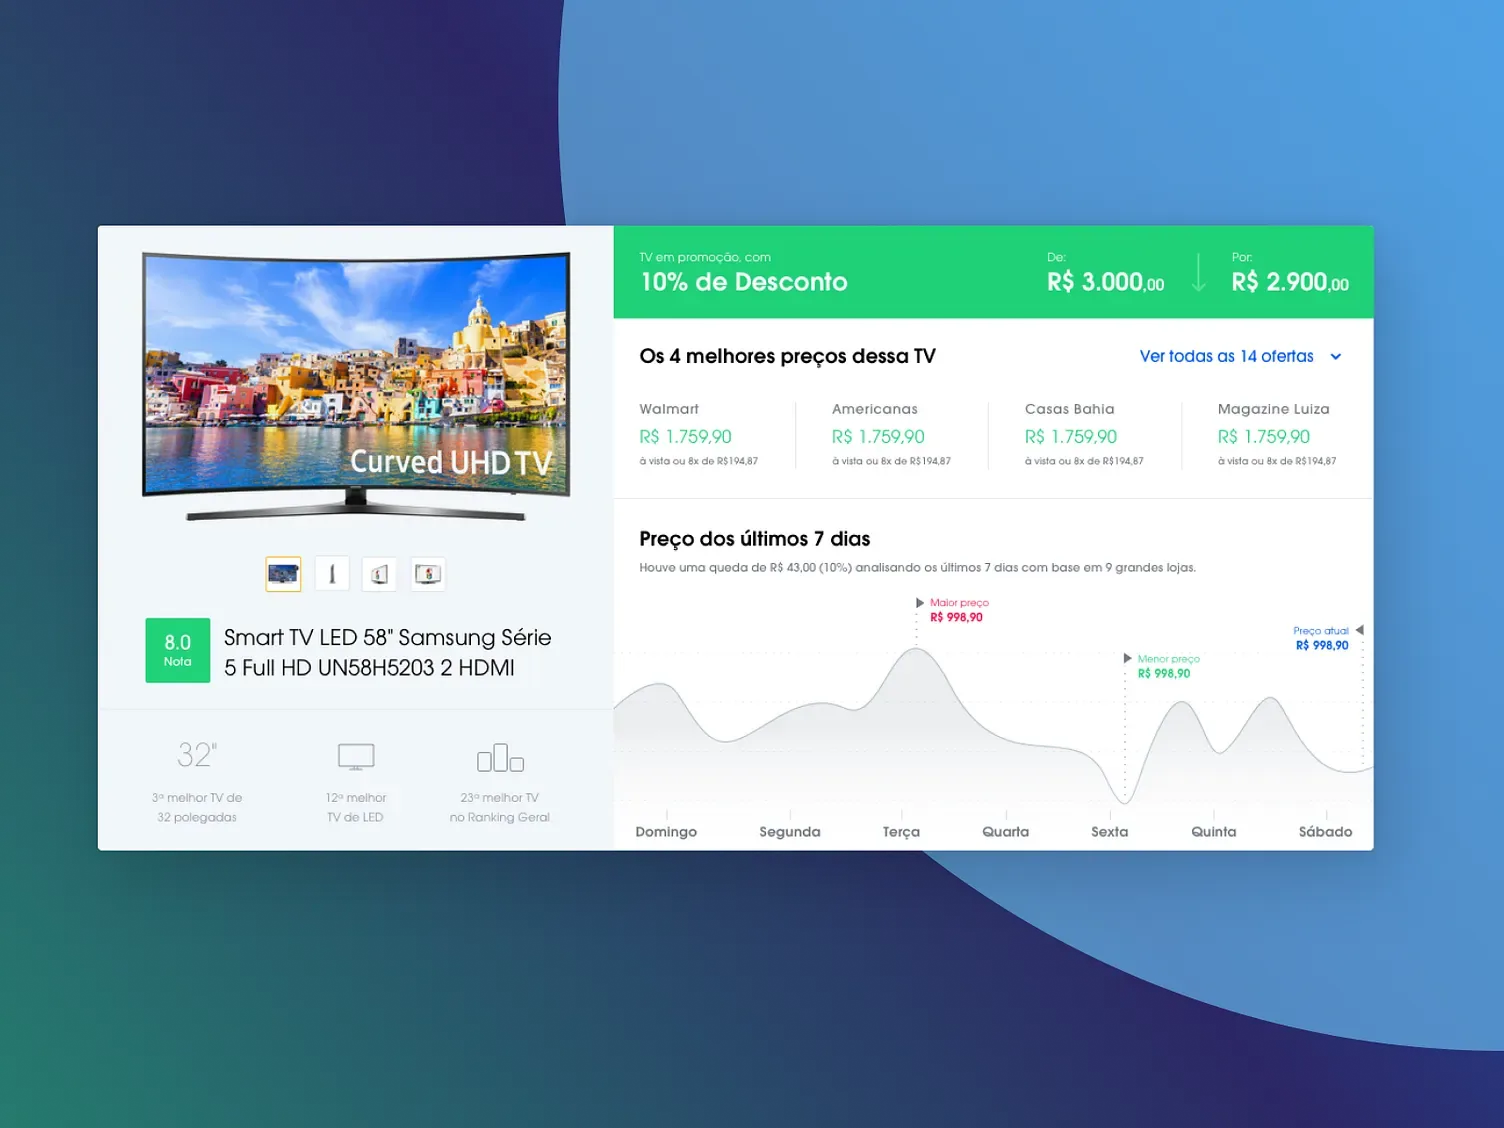 Curved UHD TV
8.0
Nota
Smart TV LED 58" Samsung Série
5 Full HD UN58H5203 2 HDMI
32"
3ª melhor TV de
32 polegadas
12ª melhor
TV de LED
23ª melhor TV
no Ranking Geral
TV em promoção, com
10% de Desconto
De:
R$ 3.000,00
Por:
R$ 2.900,00
Os 4 melhores preços dessa TV
Ver todas as 14 ofertas
Walmart
R$ 1.759,90
à vista ou 8x de R$194,87
Americanas
R$ 1.759,90
à vista ou 8x de R$194,87
Casas Bahia
R$ 1.759,90
à vista ou 8x de R$194,87
Magazine Luiza
R$ 1.759,90
à vista ou 8x de R$194,87
Preço dos últimos 7 dias
Houve uma queda de R$ 43,00 (10%) analisando os últimos 7 dias com base em 9 grandes lojas.
Maior preço
R$ 998,90
Menor preço
R$ 998,90
Preço atual
R$ 998,90
Domingo
Segunda
Terça
Quarta
Sexta
Quinta
Sábado